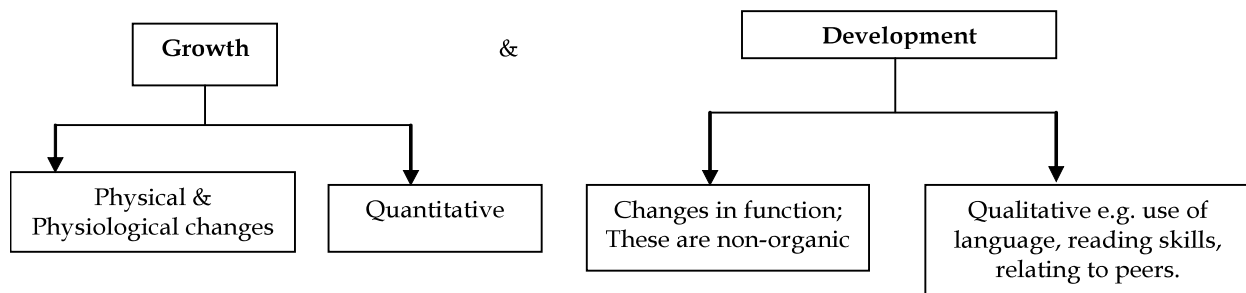 Growth
&
Development
Physical &
Physiological changes
Quantitative
Changes in function;
These are non-organic
Qualitative e.g. use of
language, reading skills,
relating to peers.